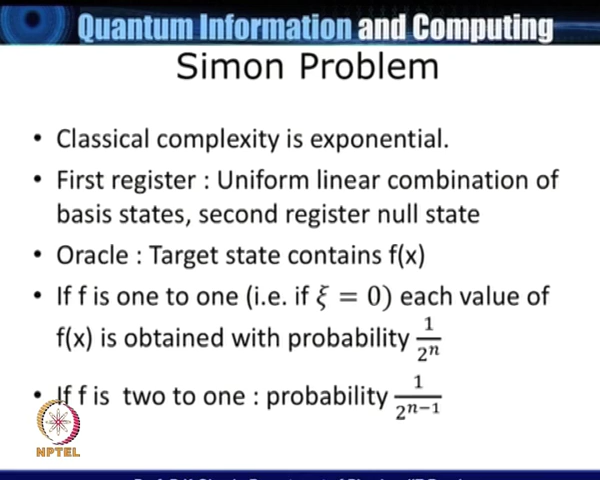 Quantum Information and Computing
Simon Problem
• Classical complexity is exponential.
• First register : Uniform linear combination of
basis states, second register null state
• Oracle : Target state contains f(x)
• If f is one to one (i.e. if ξ = 0) each value of
f(x) is obtained with probability 1/2ⁿ
• If f is two to one : probability 1/2ⁿ⁻¹
NPTEL